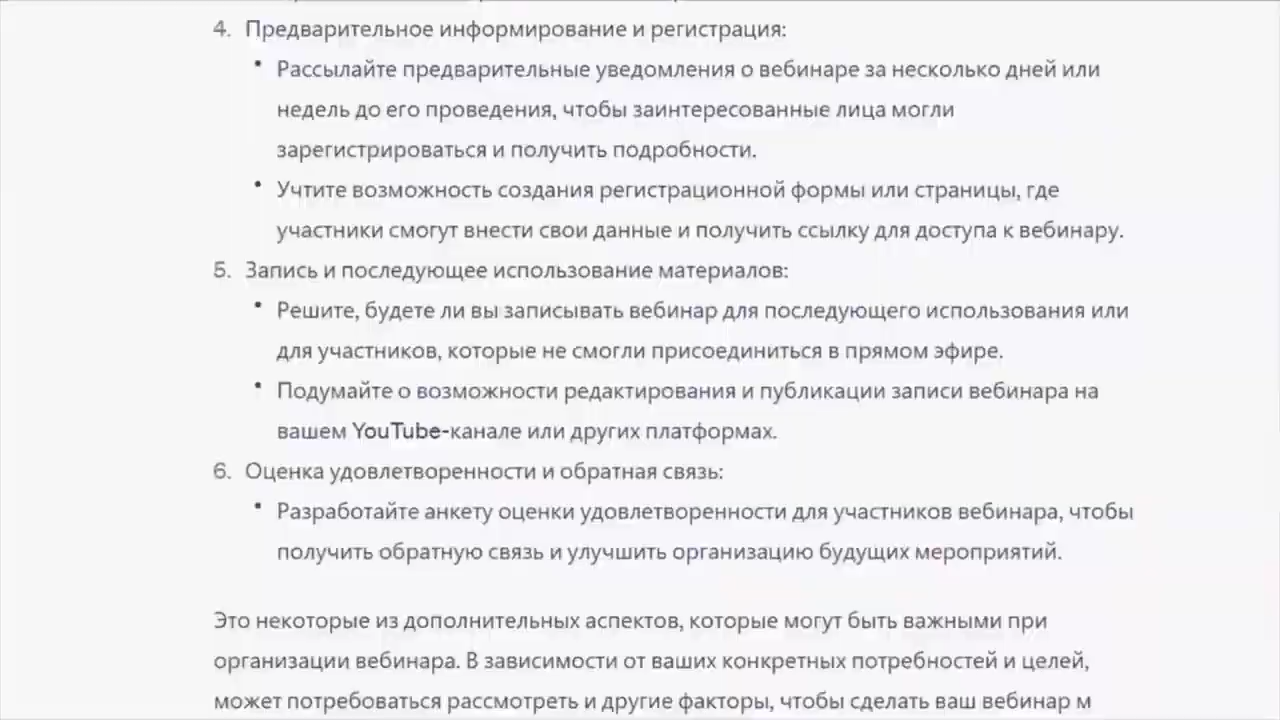 4. Предварительное информирование и регистрация:
• Рассылайте предварительные уведомления о вебинаре за несколько дней или
недель до его проведения, чтобы заинтересованные лица могли
зарегистрироваться и получить подробности.
• Учтите возможность создания регистрационной формы или страницы, где
участники смогут внести свои данные и получить ссылку для доступа к вебинару.
5. Запись и последующее использование материалов:
• Решите, будете ли вы записывать вебинар для последующего использования или
для участников, которые не смогли присоединиться в прямом эфире.
• Подумайте о возможности редактирования и публикации записи вебинара на
вашем YouTube-канале или других платформах.
6. Оценка удовлетворенности и обратная связь:
• Разработайте анкету оценки удовлетворенности для участников вебинара, чтобы
получить обратную связь и улучшить организацию будущих мероприятий.
Это некоторые из дополнительных аспектов, которые могут быть важными при
организации вебинара. В зависимости от ваших конкретных потребностей и целей,
может потребоваться рассмотреть и другие факторы, чтобы сделать ваш вебинар м